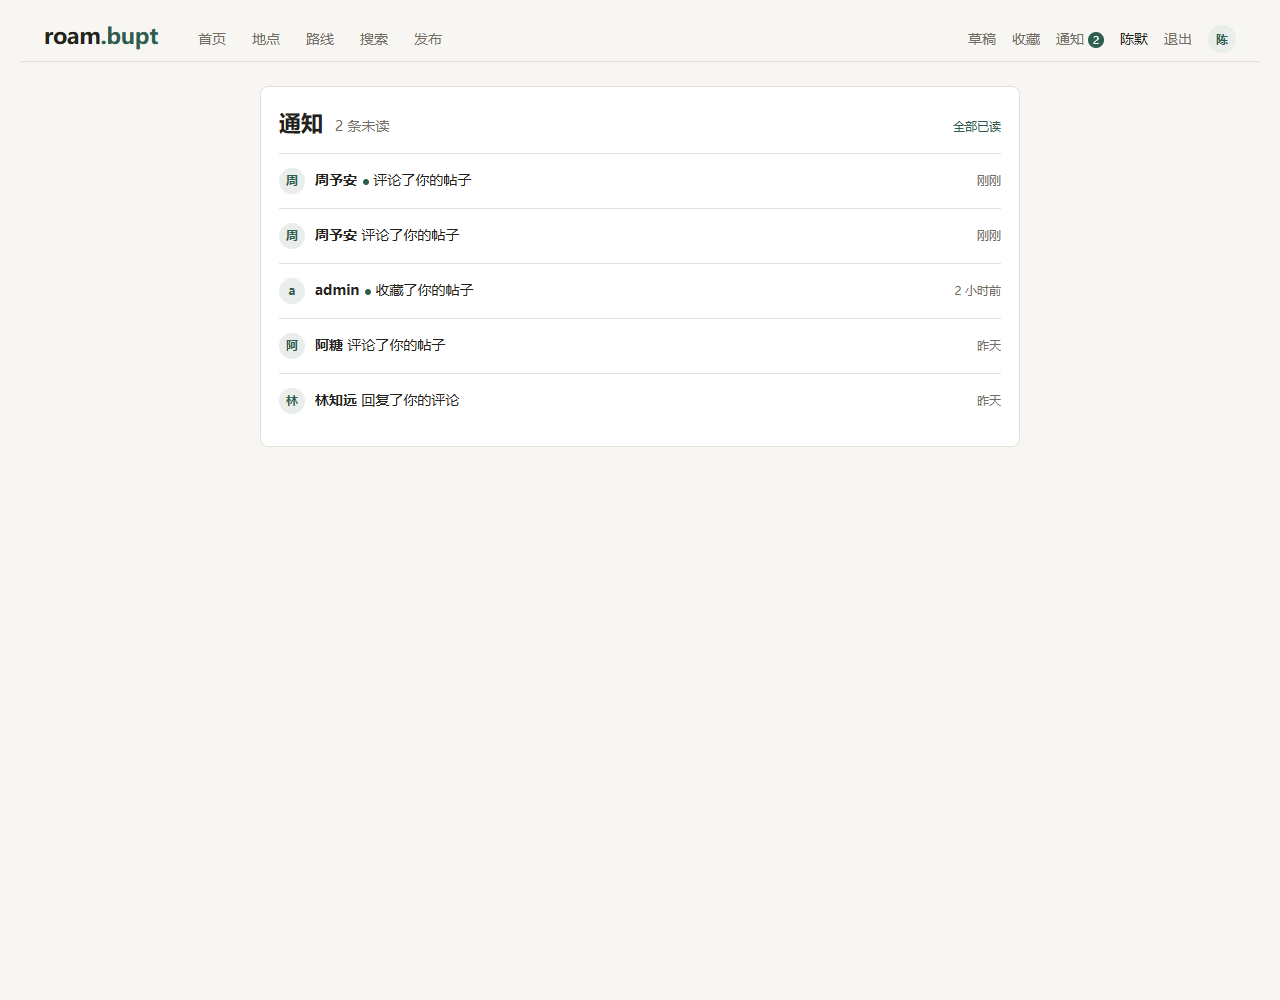 roam.bupt 首页 地点 路线 搜索 发布 草稿 收藏 通知 2 陈默 退出 陈
通知 2 条未读 全部已读
周 周予安 评论了你的帖子 刚刚
周 周予安 评论了你的帖子 刚刚
a admin 收藏了你的帖子 2 小时前
阿 阿糖 评论了你的帖子 昨天
林 林知远 回复了你的评论 昨天